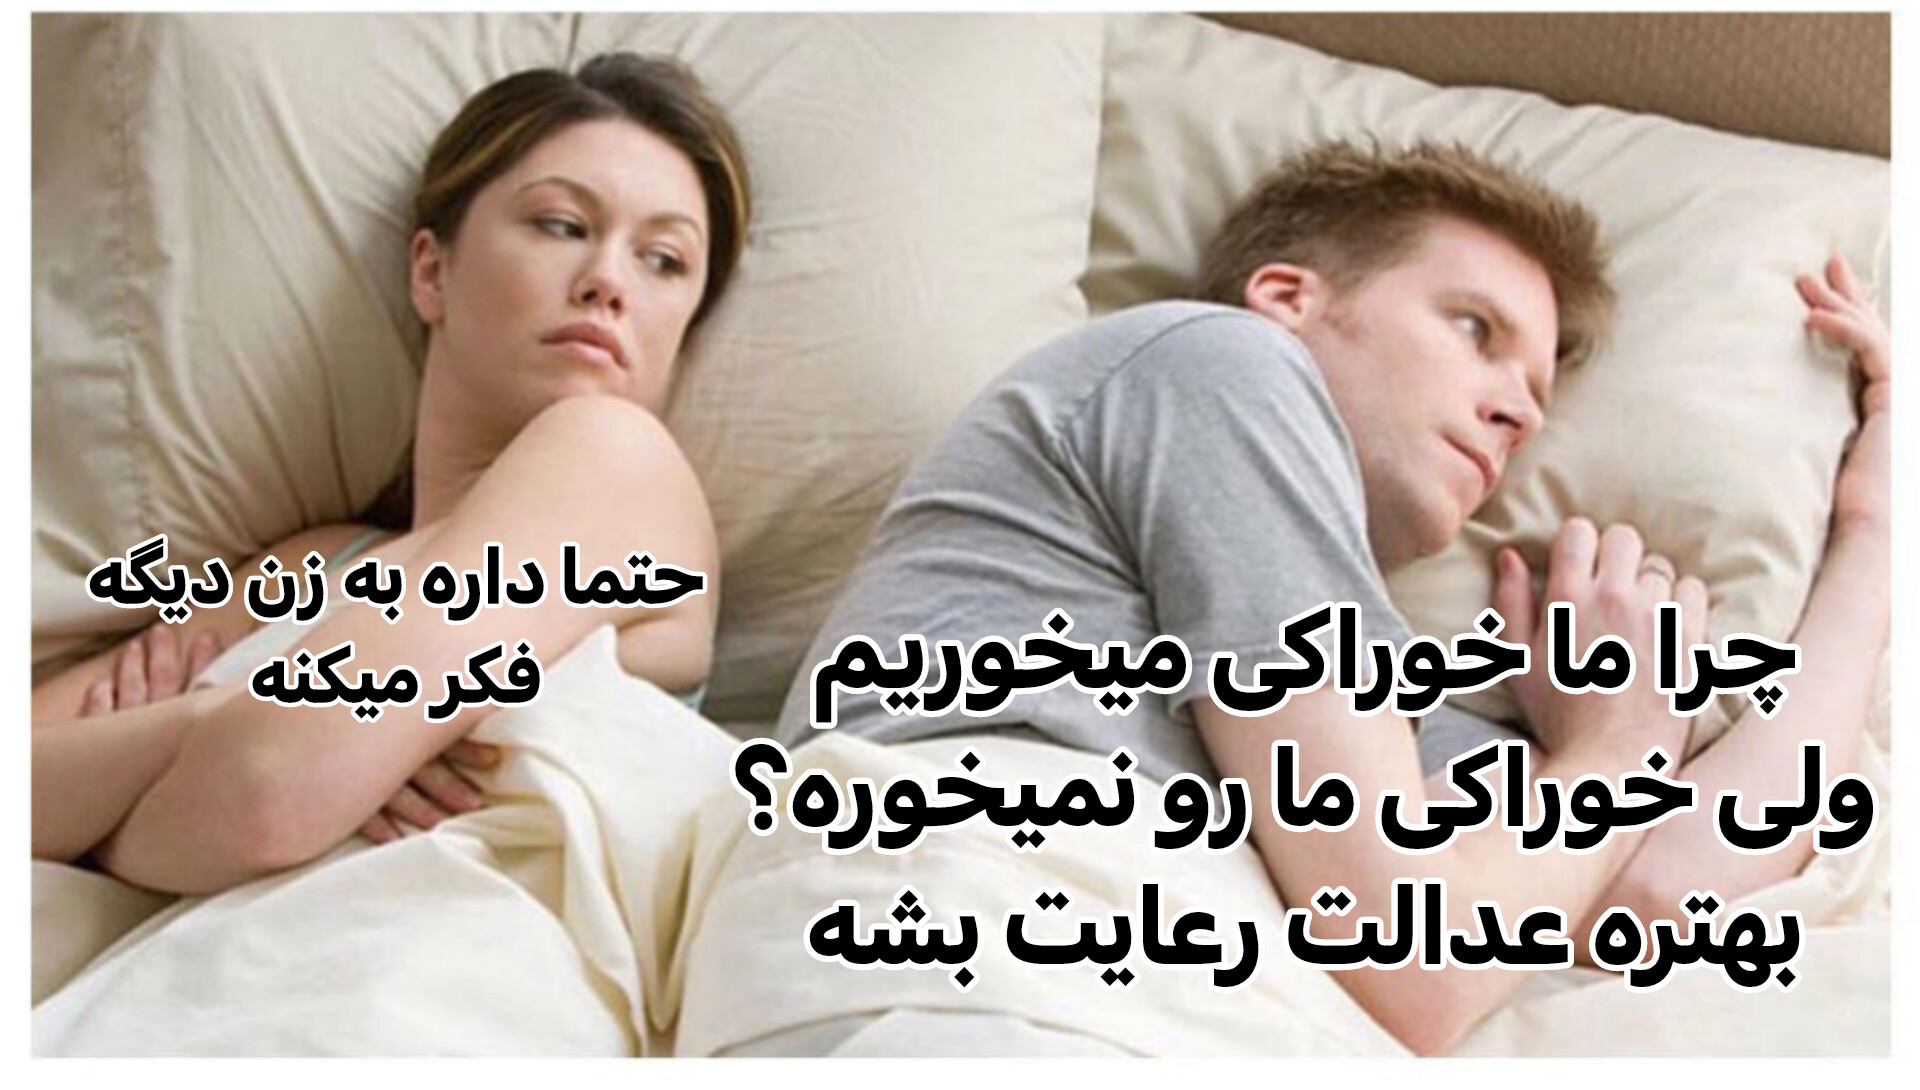 حتما داره به زن دیگه
فکر میکنه
چرا ما خوراکی میخوریم
ولی خوراکی ما رو نمیخوره؟
بهتره عدالت رعایت بشه